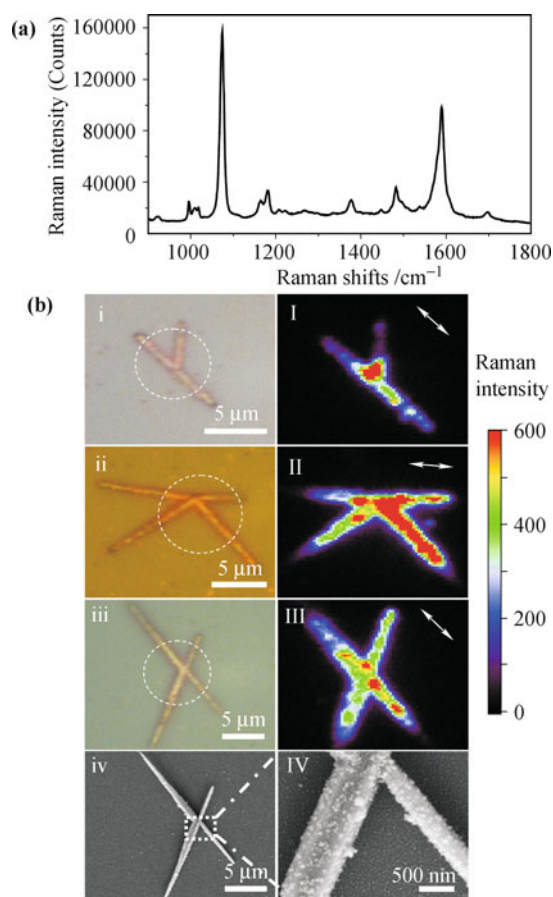 (a)
160000
120000
80000
40000
0
Raman intensity (Counts)
1000
1200
1400
1600
1800
Raman shifts /cm⁻¹
(b)
i
5 μm
I
ii
5 μm
II
iii
5 μm
III
iv
5 μm
IV
500 nm
Raman
intensity
600
400
200
0